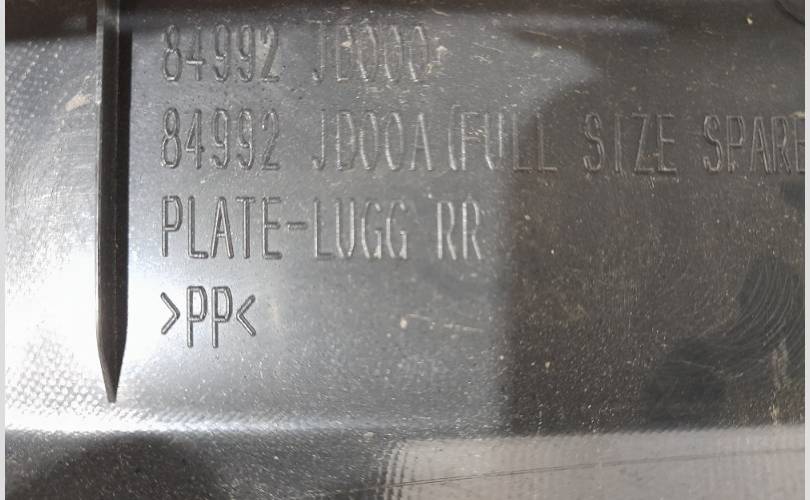 84992 JD000
84992 JD00A(FULL SIZE SPARE
PLATE-LUGG RR
>PP<